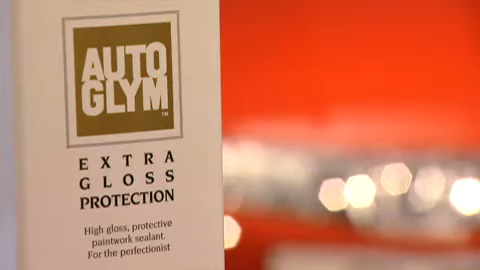 AUTO
GLYM
TM
EXTRA
GLOSS
PROTECTION
High gloss, protective
paintwork sealant.
For the perfectionist